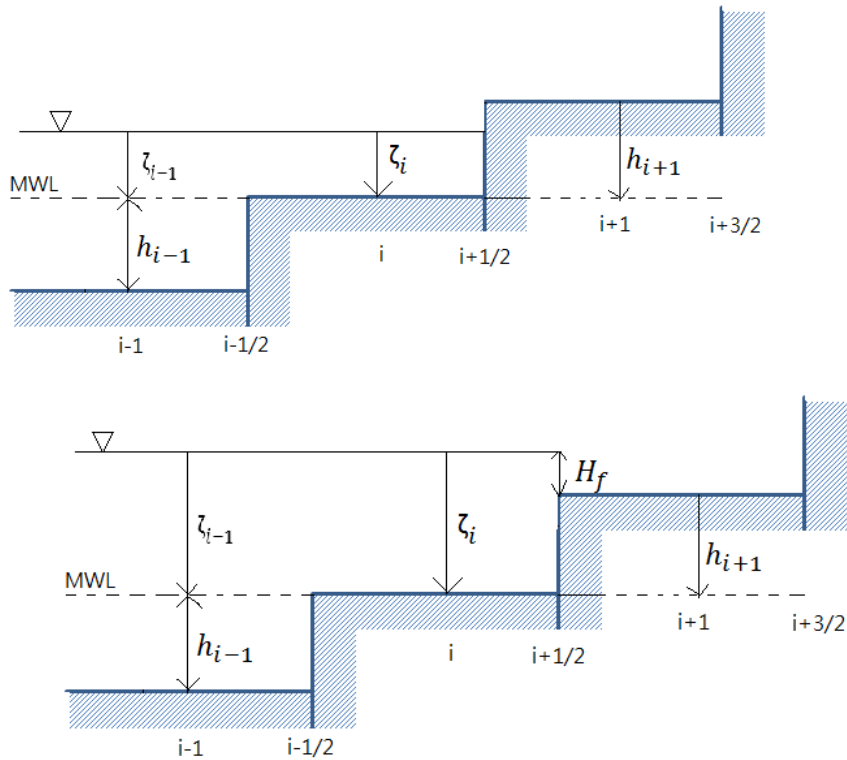 ζᵢ₋₁
ζᵢ
hᵢ₊₁
MWL
hᵢ₋₁
i
i+1/2
i+1
i+3/2
i-1
i-1/2
H_f
ζᵢ₋₁
ζᵢ
hᵢ₊₁
MWL
hᵢ₋₁
i
i+1/2
i+1
i+3/2
i-1
i-1/2